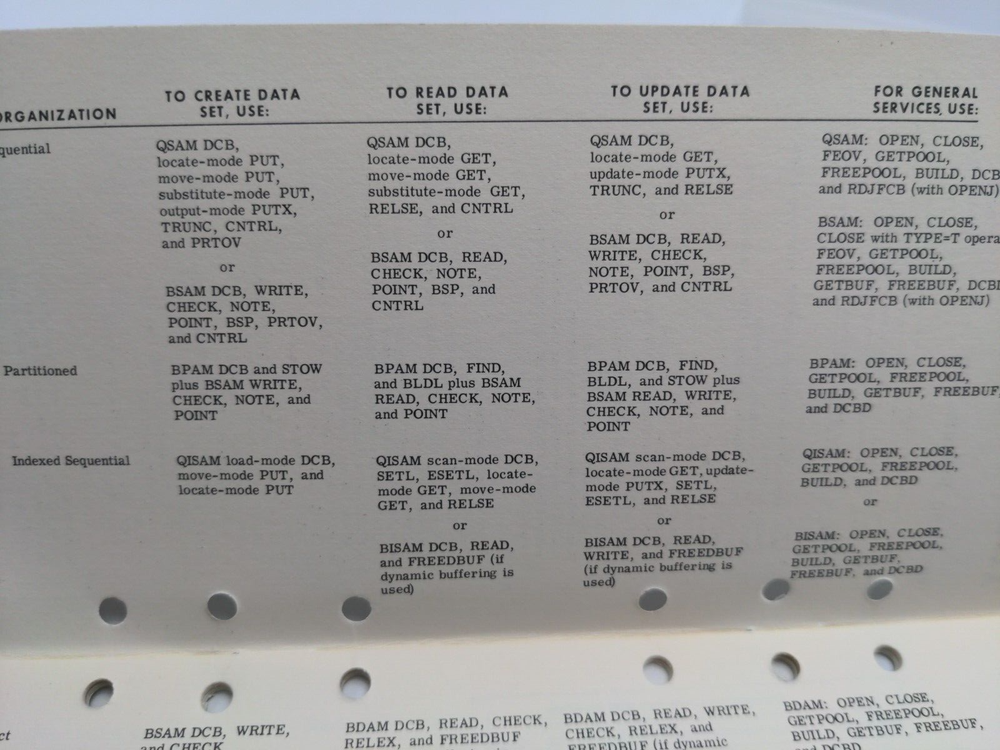 ORGANIZATION
TO CREATE DATA
SET, USE:
TO READ DATA
SET, USE:
TO UPDATE DATA
SET, USE:
FOR GENERAL
SERVICES, USE:
quential
QSAM DCB,
locate-mode PUT,
move-mode PUT,
substitute-mode PUT,
output-mode PUTX,
TRUNC, CNTRL,
and PRTOV
or
BSAM DCB, WRITE,
CHECK, NOTE,
POINT, BSP, PRTOV,
and CNTRL
QSAM DCB,
locate-mode GET,
move-mode GET,
substitute-mode GET,
RELSE, and CNTRL
or
BSAM DCB, READ,
CHECK, NOTE,
POINT, BSP, and
CNTRL
QSAM DCB,
locate-mode GET,
update-mode PUTX,
TRUNC, and RELSE
or
BSAM DCB, READ,
WRITE, CHECK,
NOTE, POINT, BSP,
PRTOV, and CNTRL
QSAM: OPEN, CLOSE,
FEOV, GETPOOL,
FREEPOOL, BUILD, DCB
and RDJFCB (with OPENJ)
BSAM: OPEN, CLOSE,
CLOSE with TYPE=T opera
FEOV, GETPOOL,
FREEPOOL, BUILD,
GETBUF, FREEBUF, DCBD
and RDJFCB (with OPENJ)
Partitioned
BPAM DCB and STOW
plus BSAM WRITE,
CHECK, NOTE, and
POINT
BPAM DCB, FIND,
and BLDL plus BSAM
READ, CHECK, NOTE,
and POINT
BPAM DCB, FIND,
BLDL, and STOW plus
BSAM READ, WRITE,
CHECK, NOTE, and
POINT
BPAM: OPEN, CLOSE,
GETPOOL, FREEPOOL,
BUILD, GETBUF, FREEBUF,
and DCBD
Indexed Sequential
QISAM load-mode DCB,
move-mode PUT, and
locate-mode PUT
QISAM scan-mode DCB,
SETL, ESETL, locate-
mode GET, move-mode
GET, and RELSE
or
BISAM DCB, READ,
and FREEDBUF (if
dynamic buffering is
used)
QISAM scan-mode DCB,
locate-mode GET, update-
mode PUTX, SETL,
ESETL, and RELSE
or
BISAM DCB, READ,
WRITE, and FREEDBUF
(if dynamic buffering is
used)
QISAM: OPEN, CLOSE,
GETPOOL, FREEPOOL,
BUILD, and DCBD
or
BISAM: OPEN, CLOSE,
GETPOOL, FREEPOOL,
BUILD, GETBUF,
FREEBUF, and DCBD
ct
BSAM DCB, WRITE,
and CHECK
BDAM DCB, READ, CHECK,
RELEX, and FREEDBUF
BDAM DCB, READ, WRITE,
CHECK, RELEX, and
FREEDBUF (if dynamic
BDAM: OPEN, CLOSE,
GETPOOL, FREEPOOL,
BUILD, GETBUF, FREEBUF,
and DCBD